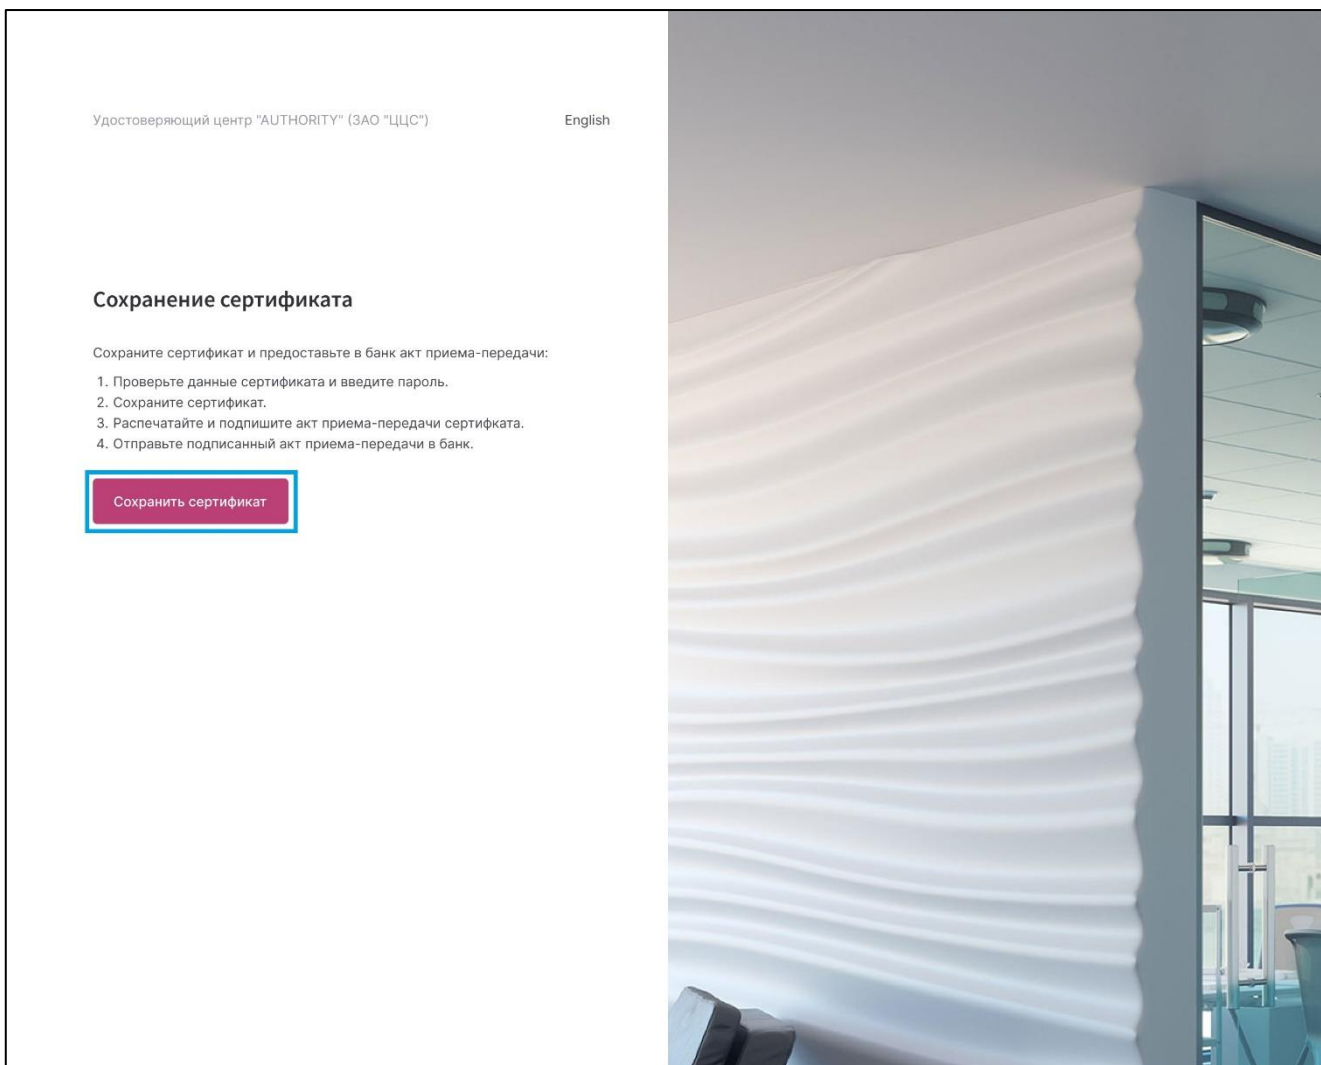 Удостоверяющий центр "AUTHORITY" (ЗАО "ЦЦС")
English
Сохранение сертификата
Сохраните сертификат и предоставьте в банк акт приема-передачи:
1. Проверьте данные сертификата и введите пароль.
2. Сохраните сертификат.
3. Распечатайте и подпишите акт приема-передачи сертифката.
4. Отправьте подписанный акт приема-передачи в банк.
Сохранить сертификат